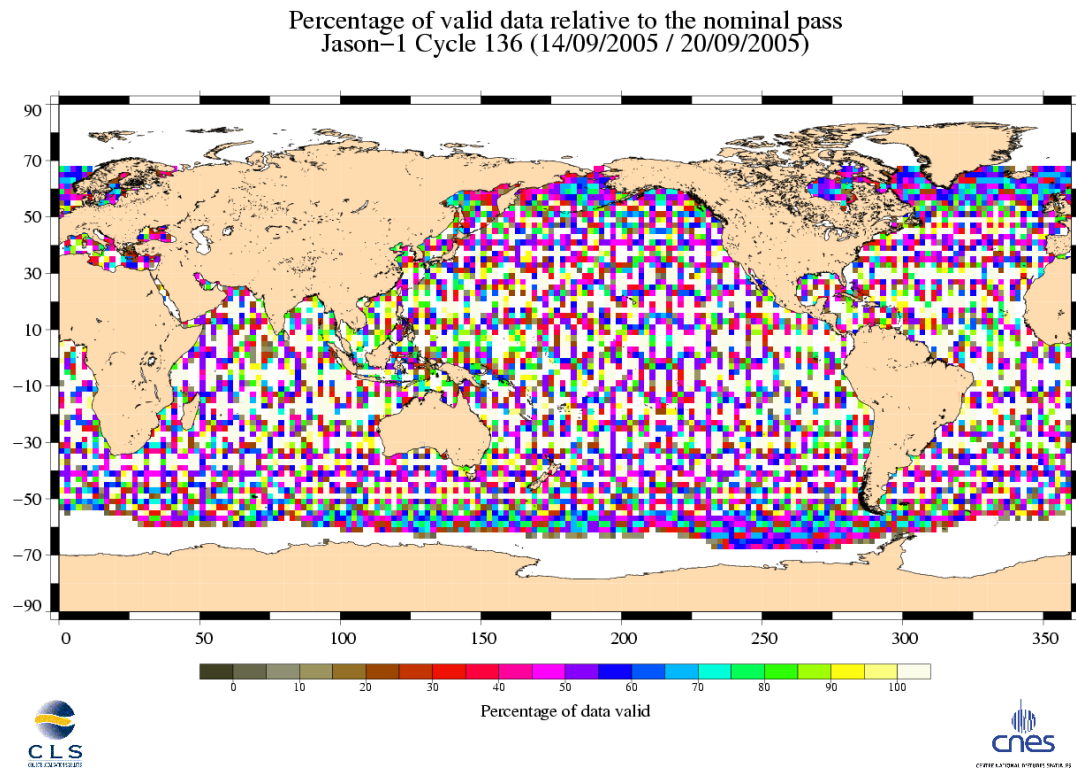 Percentage of valid data relative to the nominal pass
Jason−1 Cycle 136 (14/09/2005 / 20/09/2005)
90
70
50
30
10
−10
−30
−50
−70
−90
0 50 100 150 200 250 300 350
0 10 20 30 40 50 60 70 80 90 100
Percentage of data valid
CLS
cnes